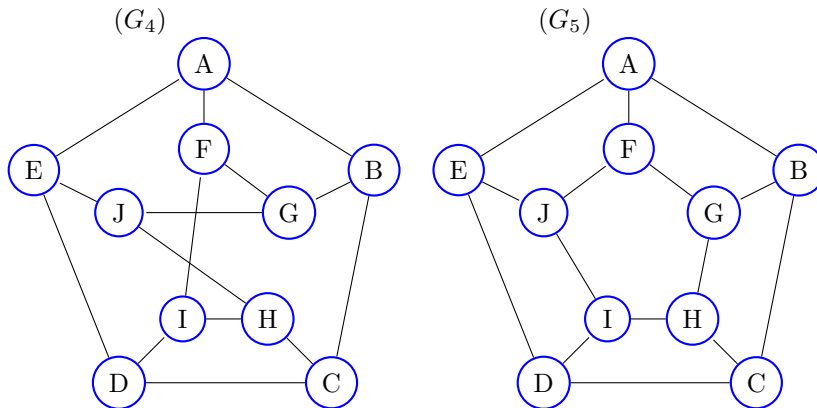 (G4) (G5)
A A
F F
E B E B
J G J G
I H I H
D C D C